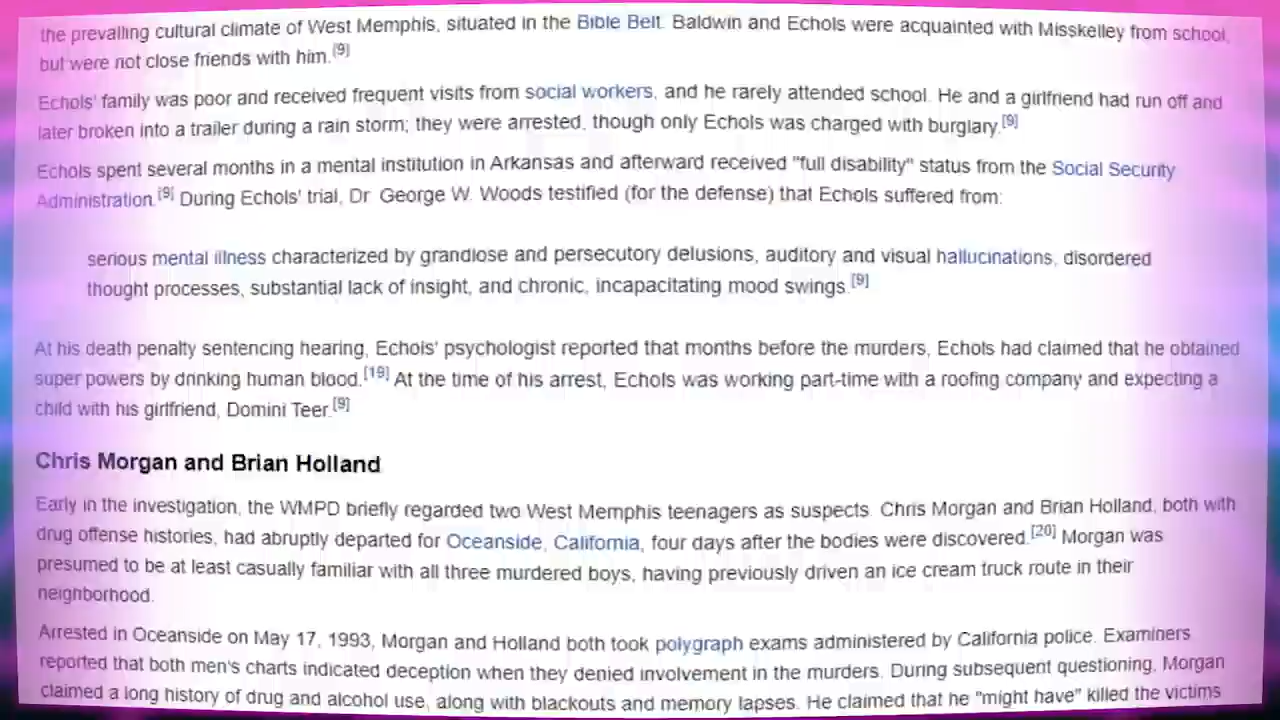 the prevailing cultural climate of West Memphis, situated in the Bible Belt. Baldwin and Echols were acquainted with Misskelley from school,
but were not close friends with him.[9]
Echols' family was poor and received frequent visits from social workers, and he rarely attended school. He and a girlfriend had run off and
later broken into a trailer during a rain storm; they were arrested, though only Echols was charged with burglary.[9]
Echols spent several months in a mental institution in Arkansas and afterward received "full disability" status from the Social Security
Administration.[9] During Echols' trial, Dr. George W. Woods testified (for the defense) that Echols suffered from:
serious mental illness characterized by grandiose and persecutory delusions, auditory and visual hallucinations, disordered
thought processes, substantial lack of insight, and chronic, incapacitating mood swings.[9]
At his death penalty sentencing hearing, Echols' psychologist reported that months before the murders, Echols had claimed that he obtained
super powers by drinking human blood.[19] At the time of his arrest, Echols was working part-time with a roofing company and expecting a
child with his girlfriend, Domini Teer.[9]
Chris Morgan and Brian Holland
Early in the investigation, the WMPD briefly regarded two West Memphis teenagers as suspects. Chris Morgan and Brian Holland, both with
drug offense histories, had abruptly departed for Oceanside, California, four days after the bodies were discovered.[20] Morgan was
presumed to be at least casually familiar with all three murdered boys, having previously driven an ice cream truck route in their
neighborhood.
Arrested in Oceanside on May 17, 1993, Morgan and Holland both took polygraph exams administered by California police. Examiners
reported that both men's charts indicated deception when they denied involvement in the murders. During subsequent questioning, Morgan
claimed a long history of drug and alcohol use, along with blackouts and memory lapses. He claimed that he "might have" killed the victims